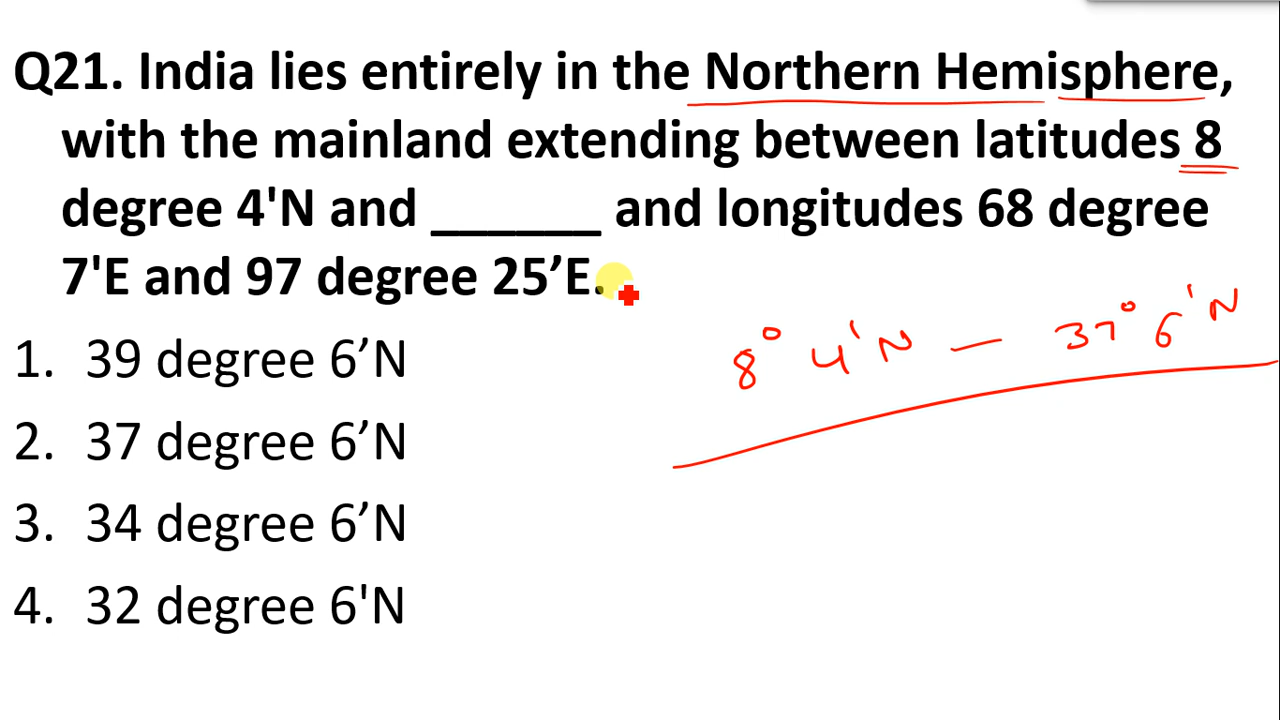 Q21. India lies entirely in the Northern Hemisphere,
with the mainland extending between latitudes 8
degree 4'N and ______ and longitudes 68 degree
7'E and 97 degree 25’E.
8° 4'N — 37° 6'N
1. 39 degree 6’N
2. 37 degree 6’N
3. 34 degree 6’N
4. 32 degree 6'N